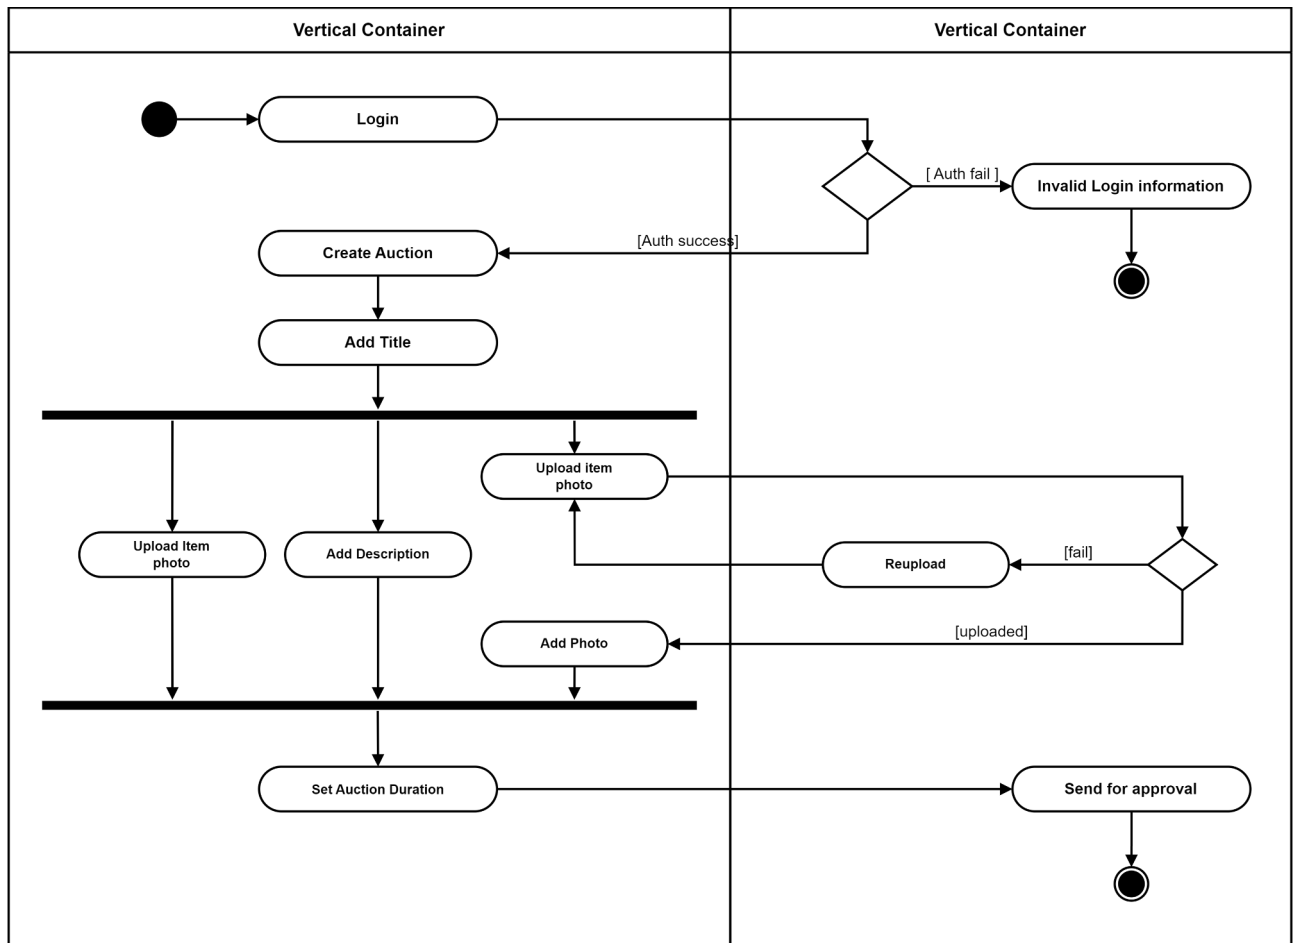 Vertical Container
Vertical Container
Login
[ Auth fail ]
Invalid Login information
[Auth success]
Create Auction
Add Title
Upload item
photo
Upload Item
photo
Add Description
[fail]
Reupload
[uploaded]
Add Photo
Set Auction Duration
Send for approval